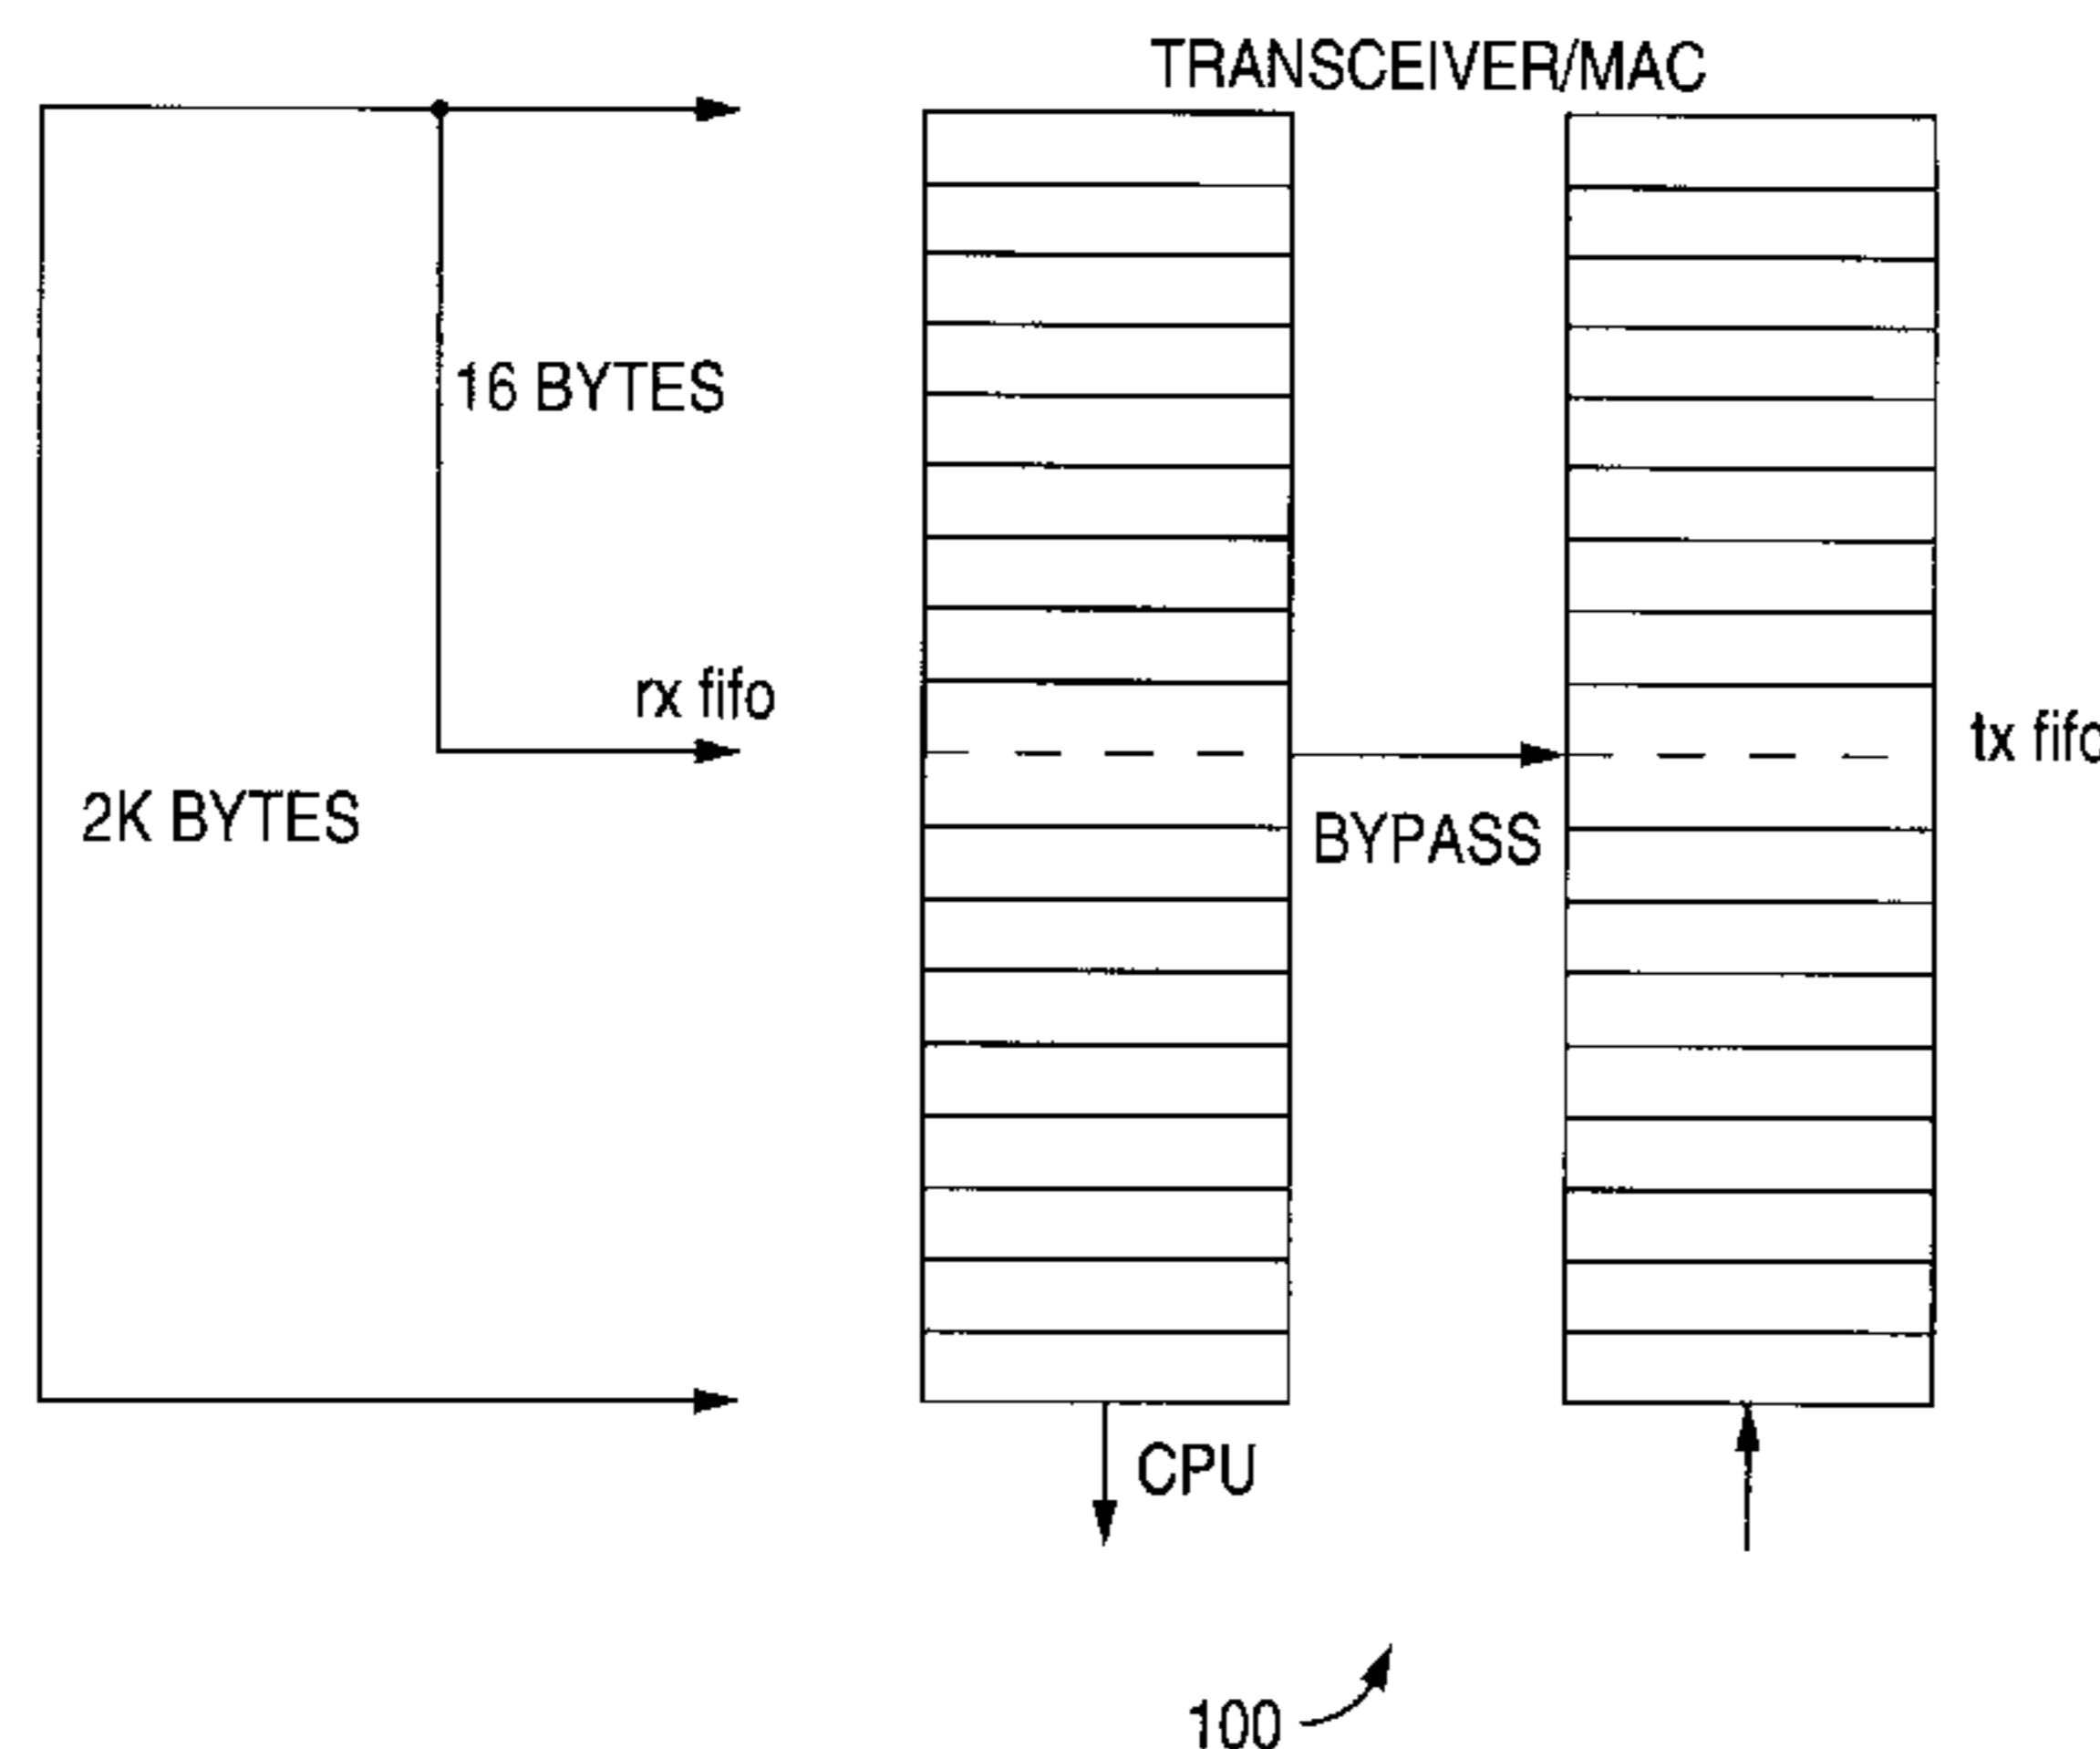 TRANSCEIVER/MAC
16 BYTES
rx fifo
tx fifo
2K BYTES
BYPASS
CPU
100